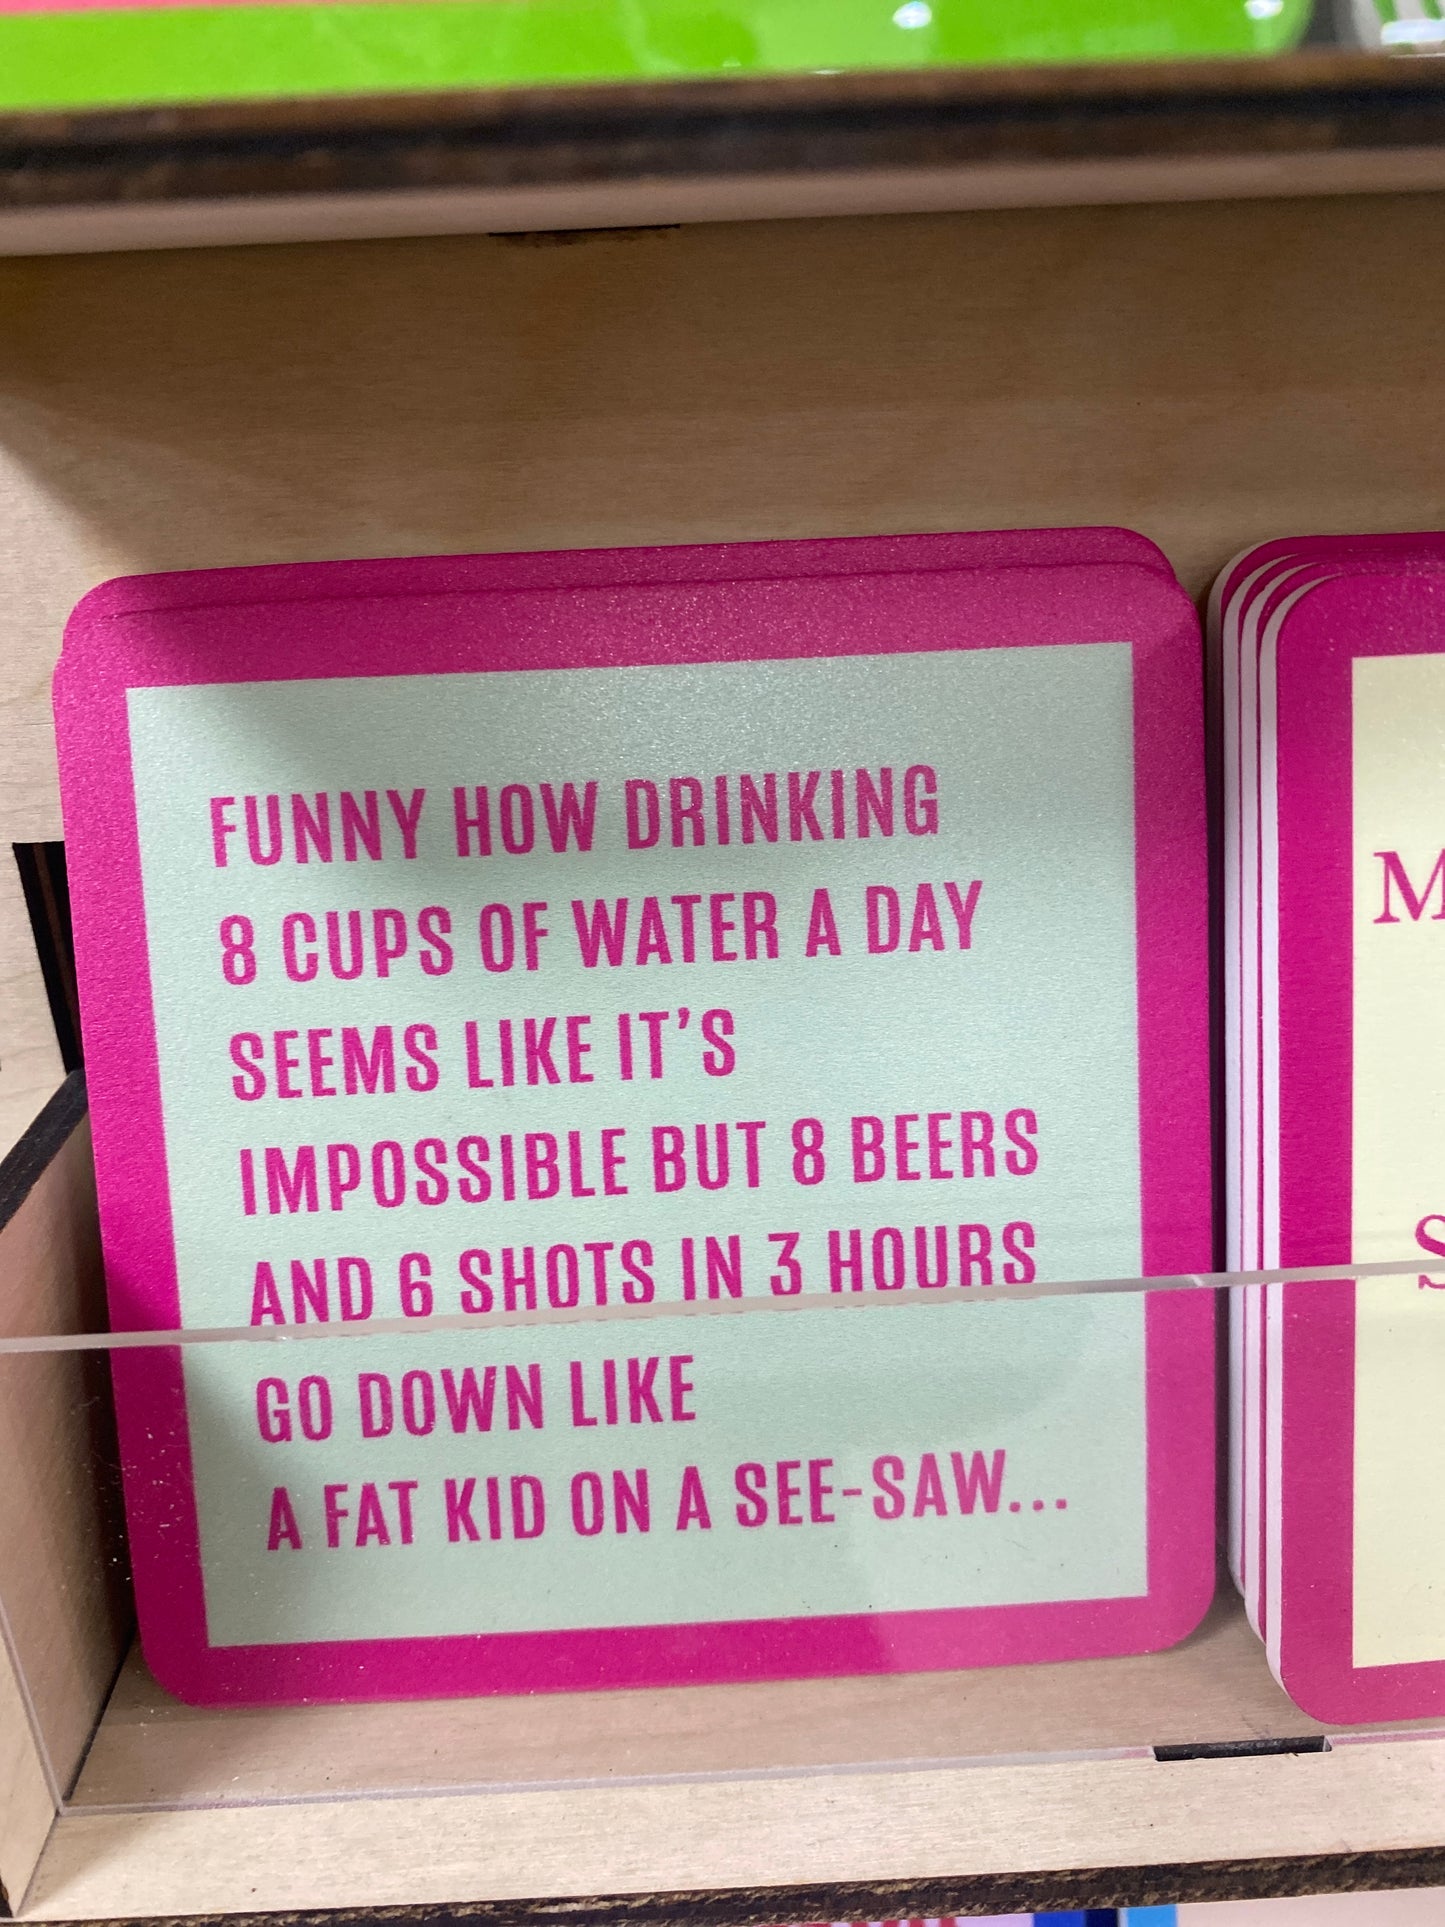 FUNNY HOW DRINKING
8 CUPS OF WATER A DAY
SEEMS LIKE IT'S
IMPOSSIBLE BUT 8 BEERS
AND 6 SHOTS IN 3 HOURS
GO DOWN LIKE
A FAT KID ON A SEE-SAW...